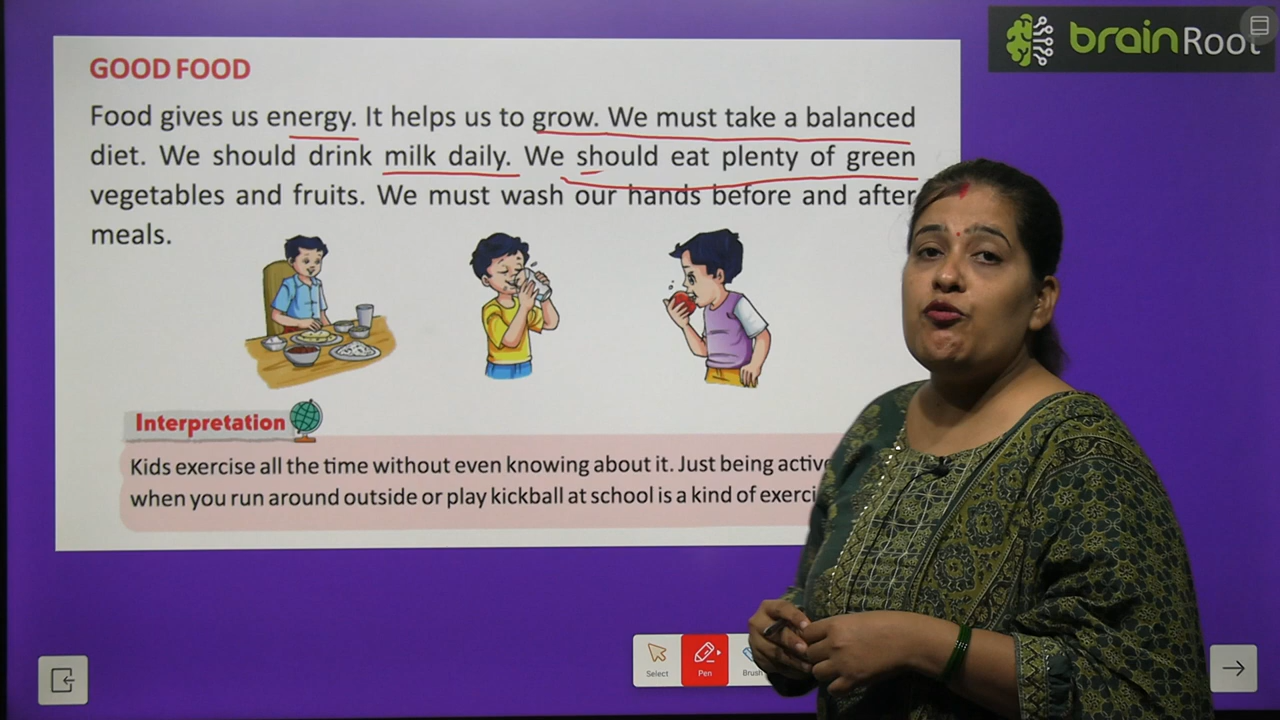 brainRoot
GOOD FOOD
Food gives us energy. It helps us to grow. We must take a balanced
diet. We should drink milk daily. We should eat plenty of green
vegetables and fruits. We must wash our hands before and after
meals.
Interpretation
Kids exercise all the time without even knowing about it. Just being
when you run around outside or play kickball at school is a kind of
Select
Pen
Brush